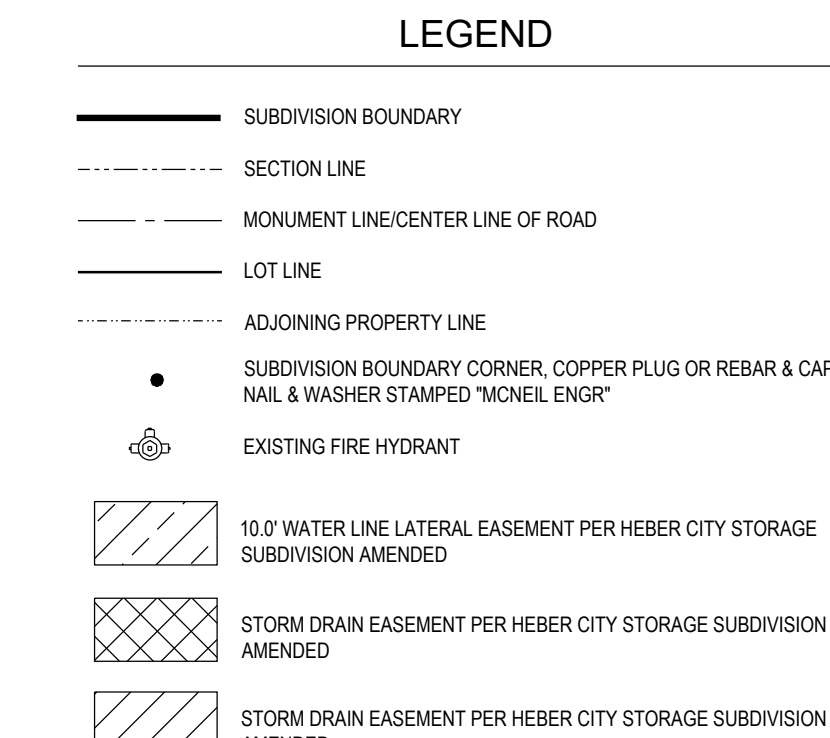 LEGEND
SUBDIVISION BOUNDARY
SECTION LINE
MONUMENT LINE/CENTER LINE OF ROAD
LOT LINE
ADJOINING PROPERTY LINE
SUBDIVISION BOUNDARY CORNER, COPPER PLUG OR REBAR & CAP
NAIL & WASHER STAMPED "MCNEIL ENGR"
EXISTING FIRE HYDRANT
10.0' WATER LINE LATERAL EASEMENT PER HEBER CITY STORAGE
SUBDIVISION AMENDED
STORM DRAIN EASEMENT PER HEBER CITY STORAGE SUBDIVISION
AMENDED
STORM DRAIN EASEMENT PER HEBER CITY STORAGE SUBDIVISION
AMENDED